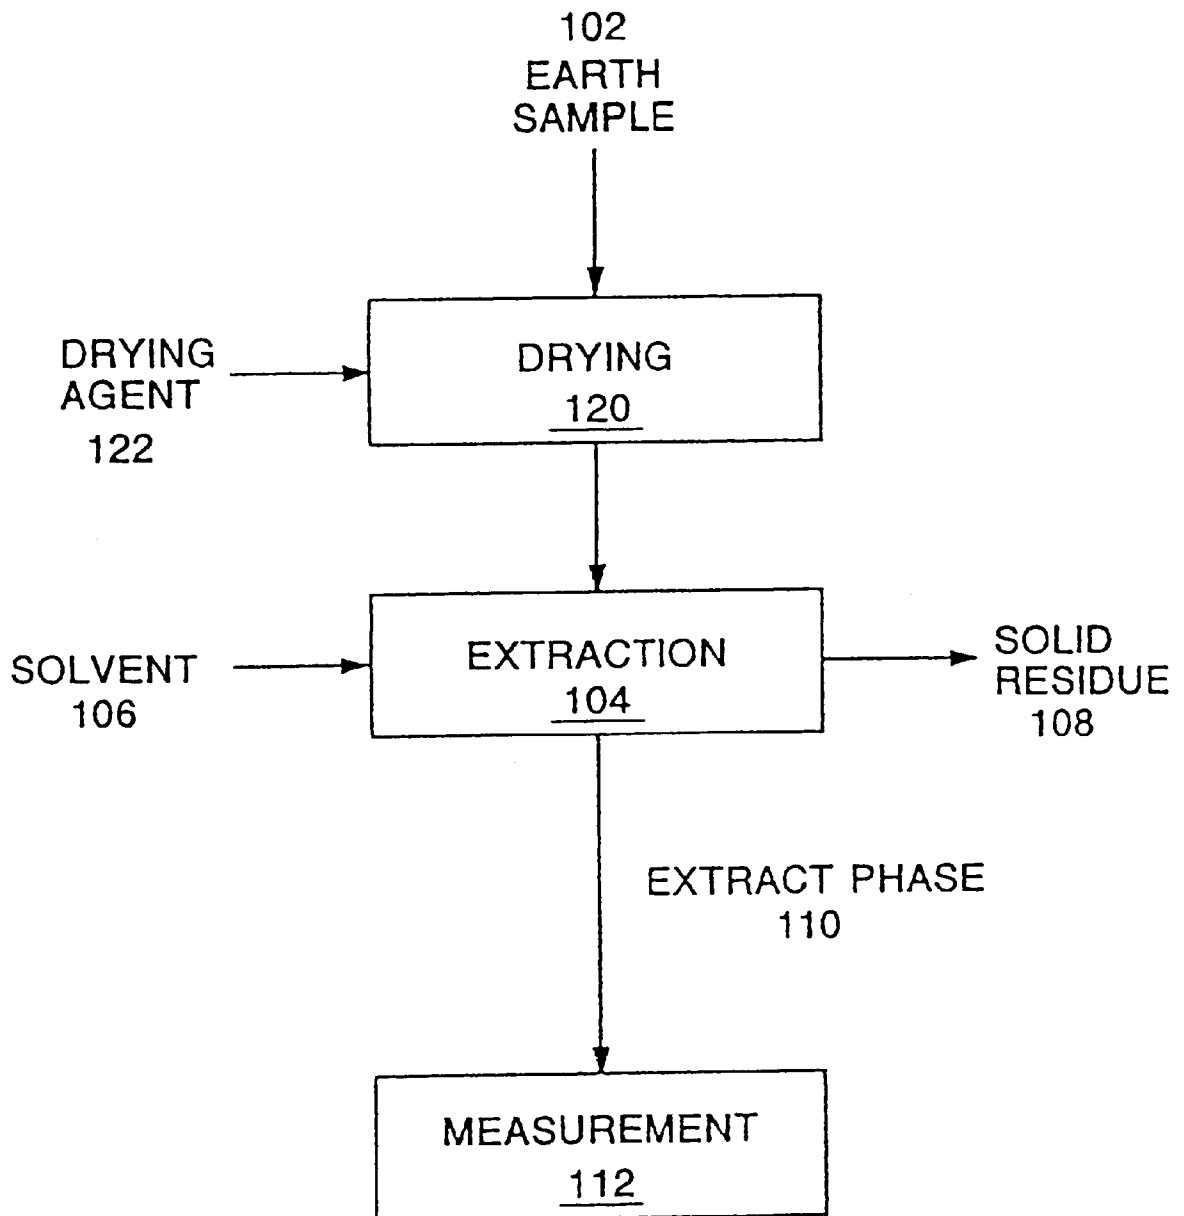 102
EARTH
SAMPLE
DRYING
AGENT
122
DRYING
120
SOLVENT
106
EXTRACTION
104
SOLID
RESIDUE
108
EXTRACT PHASE
110
MEASUREMENT
112